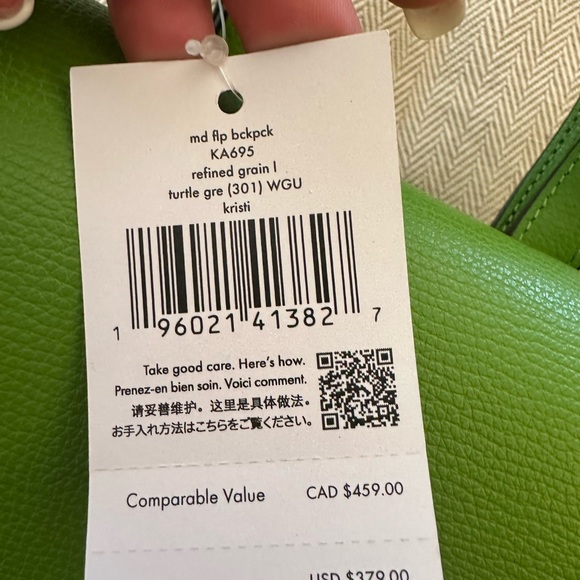 md flp bckpck
KA695
refined grain l
turtle gre (301) WGU
kristi
1 96021 41382 7
Take good care. Here's how.
Prenez-en bien soin. Voici comment.
请妥善维护。这里是具体做法。
お手入れ方法はこちらをご覧ください。
Comparable Value CAD $459.00
USD $379.00